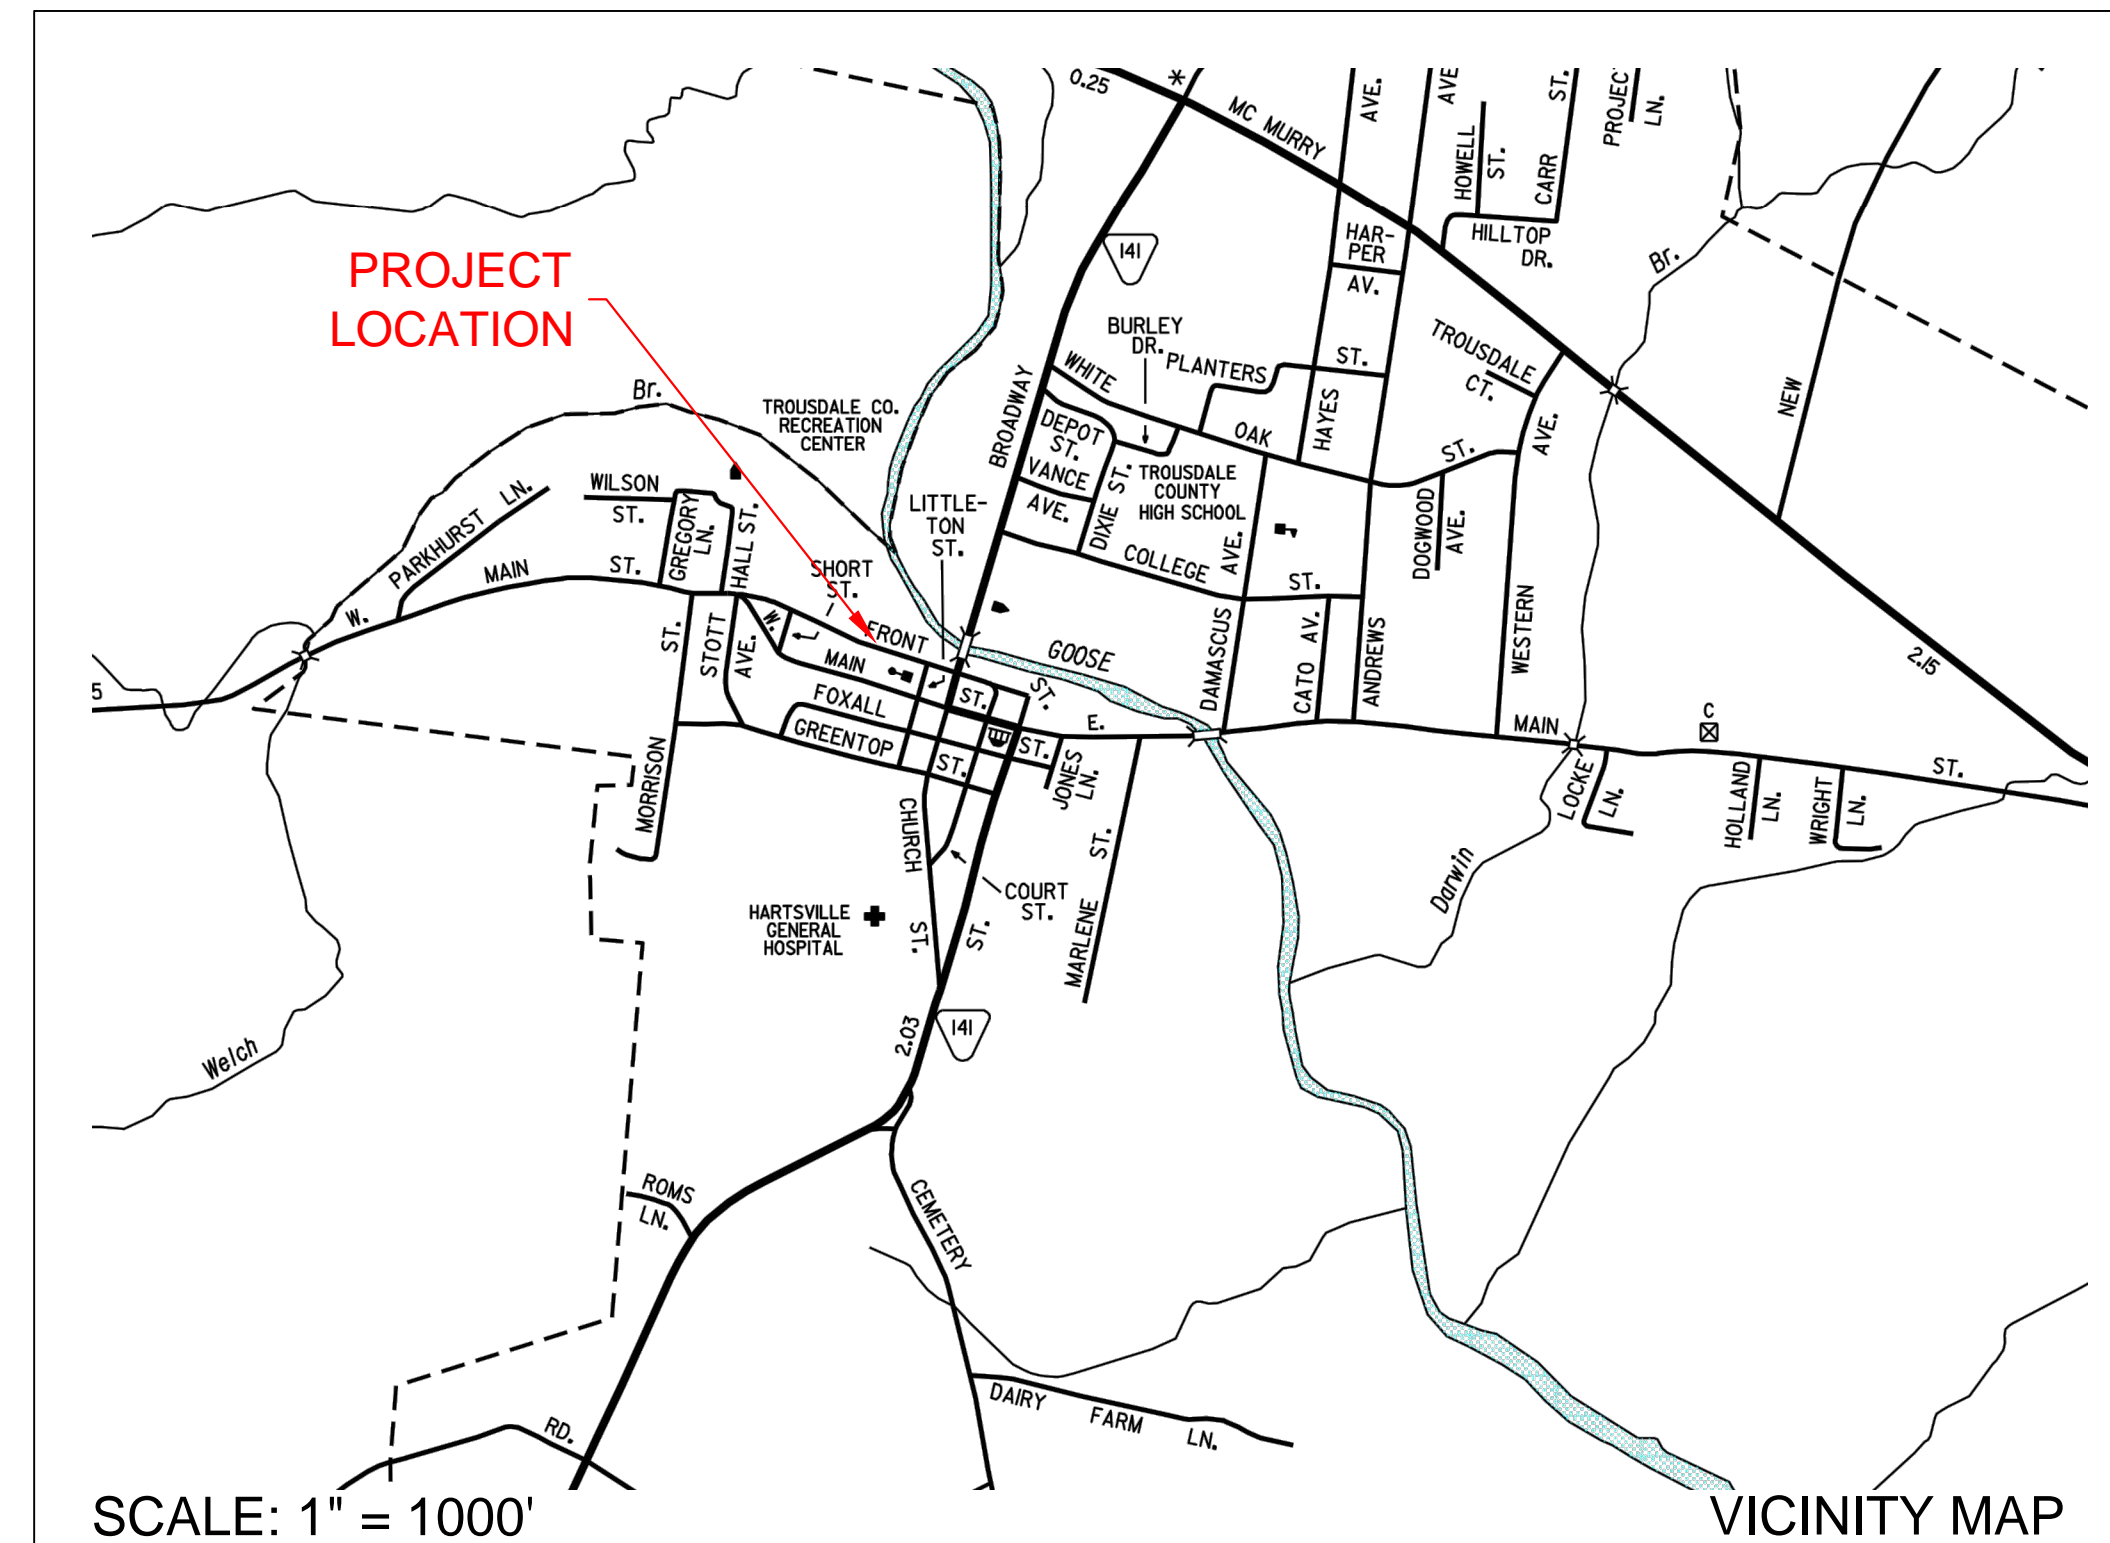 0.25
*
MC MURRY
AVE.
AVE
HOWELL
ST.
CARR
ST.
PROJEC
LN.
HILLTOP
DR.
HAR-
PER
AV.
141
Br.
PROJECT
LOCATION
BURLEY
DR.
PLANTERS
ST.
TROUSDALE
CT.
WHITE
OAK
HAYES
ST.
AVE.
NEW
BROADWAY
Br.
TROUSDALE CO.
RECREATION
CENTER
DEPOT
ST.
VANCE
AVE.
DIXIE ST.
TROUSDALE
COUNTY
HIGH SCHOOL
COLLEGE
ST.
AVE.
DAMASCUS
DOGWOOD
AVE.
WESTERN
WILSON
ST.
GREGORY
LN.
HALL ST.
PARKHURST LN.
W.
MAIN
ST.
LITTLE-
TON
ST.
SHORT
ST.
FRONT
ST.
W.
MAIN
ST.
STOTT
AVE.
ST.
MORRISON
FOXALL
GREENTOP
ST.
ST.
GOOSE
E.
MAIN
ST.
CATO AV.
ANDREWS
2.15
5
C
JONES
LN.
LOCKE
LN.
HOLLAND
LN.
WRIGHT
LN.
CHURCH
ST.
COURT
ST.
ST.
MARLENE
ST.
Darwin
HARTSVILLE
GENERAL
HOSPITAL
2.03
141
Welch
ROMS
LN.
CEMETERY
DAIRY FARM LN.
RD.
SCALE: 1" = 1000'
VICINITY MAP